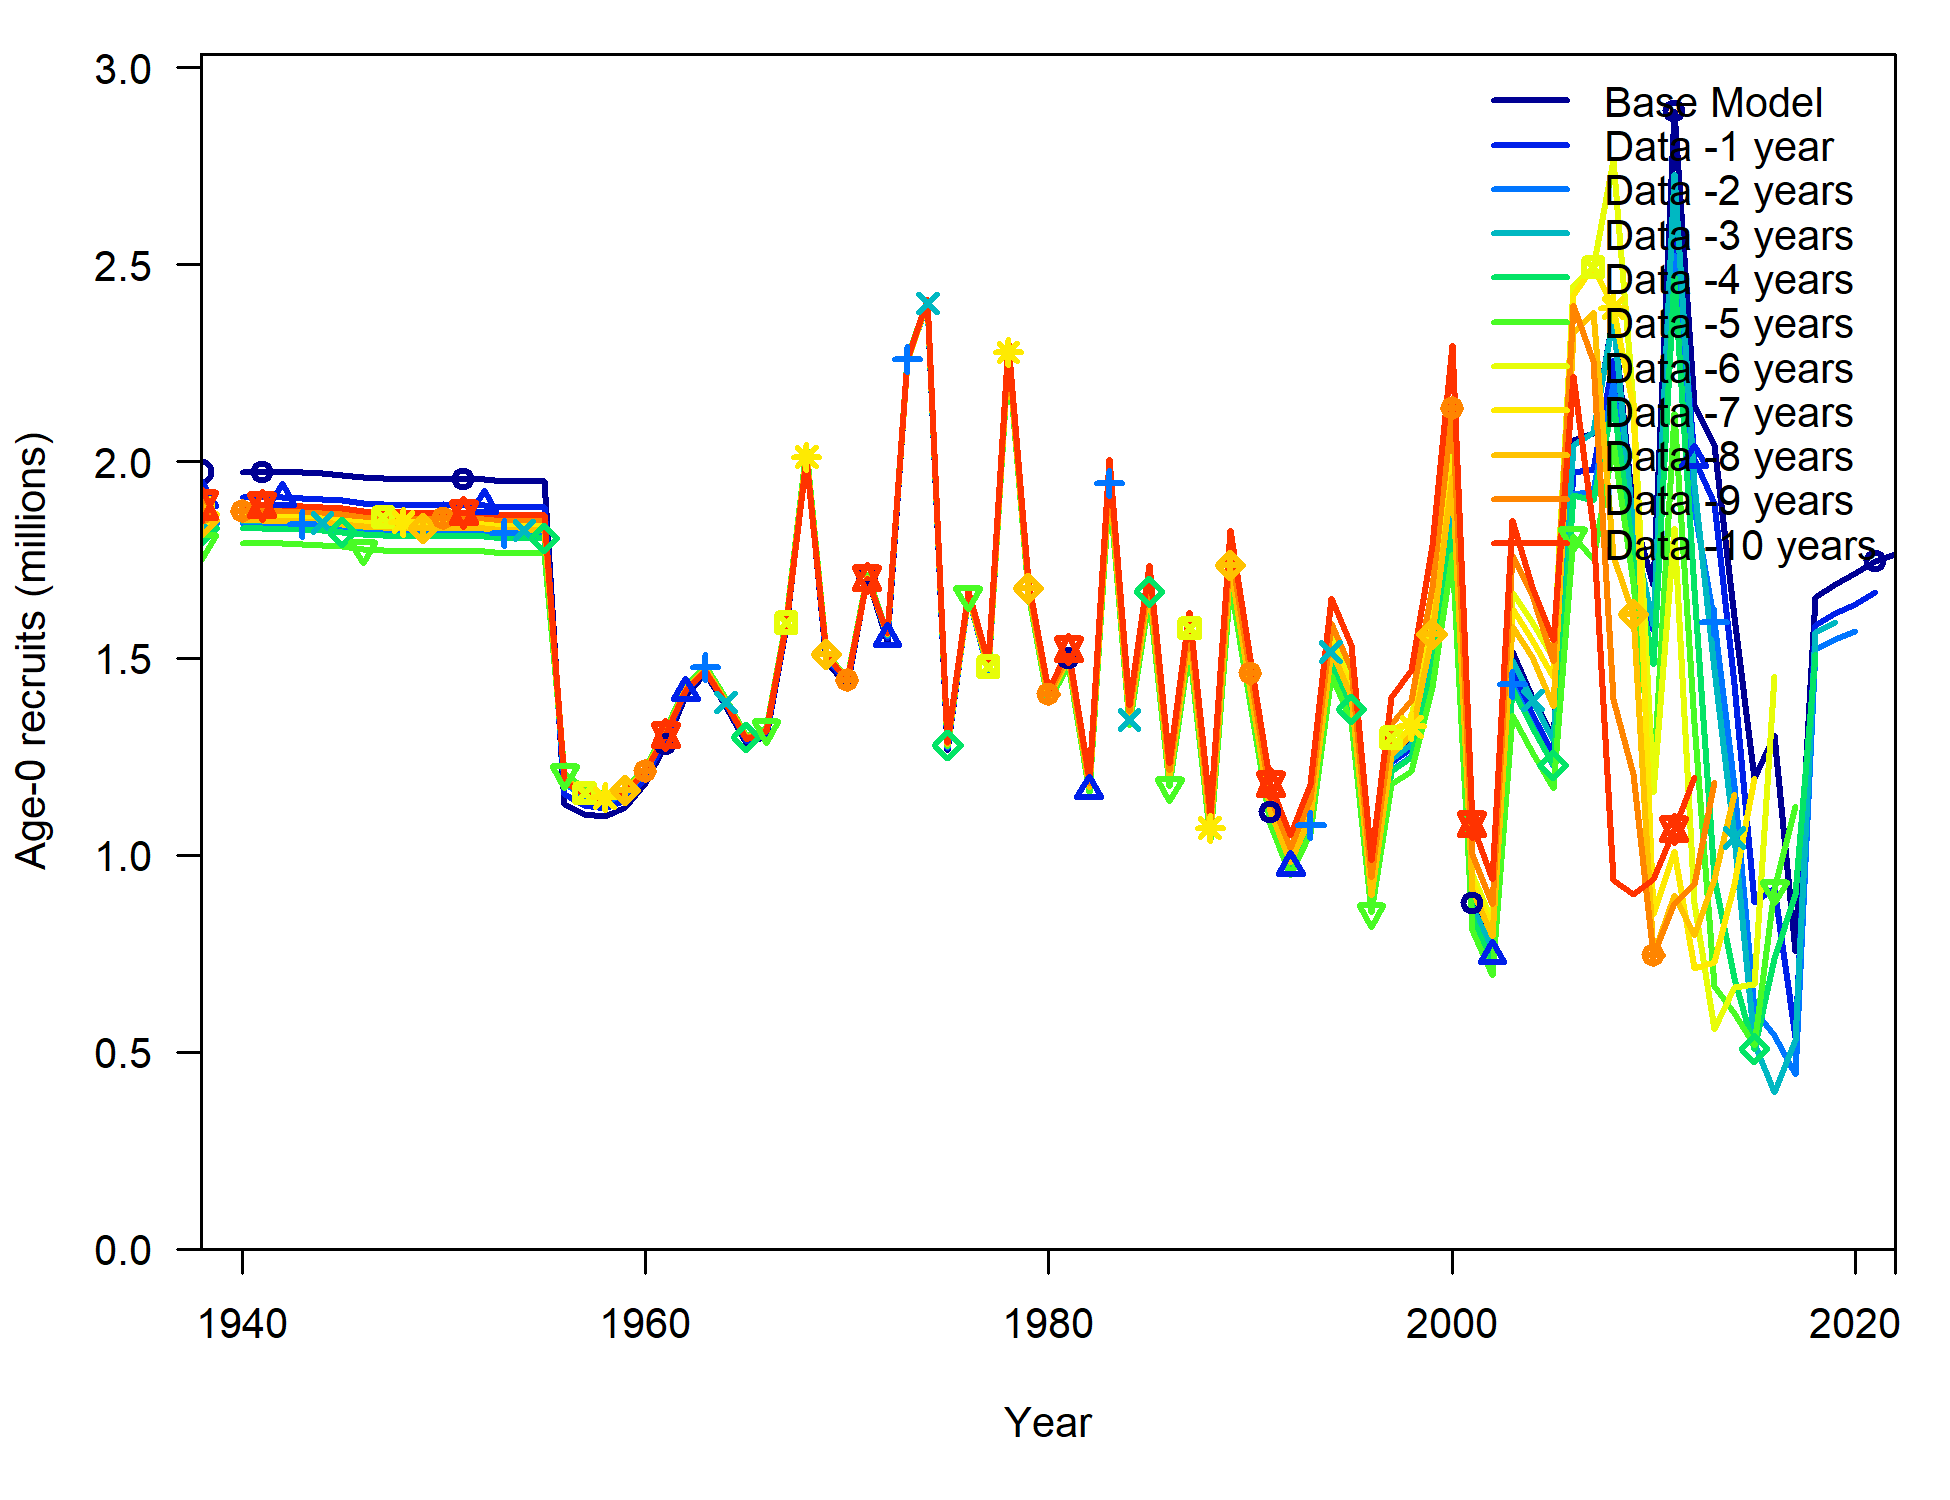 3.0
2.5
2.0
1.5
1.0
0.5
0.0
Age-0 recruits (millions)
Base Model
Data -1 year
Data -2 years
Data -3 years
Data -4 years
Data -5 years
Data -6 years
Data -7 years
Data -8 years
Data -9 years
Data -10 years
1940 1960 1980 2000 2020
Year